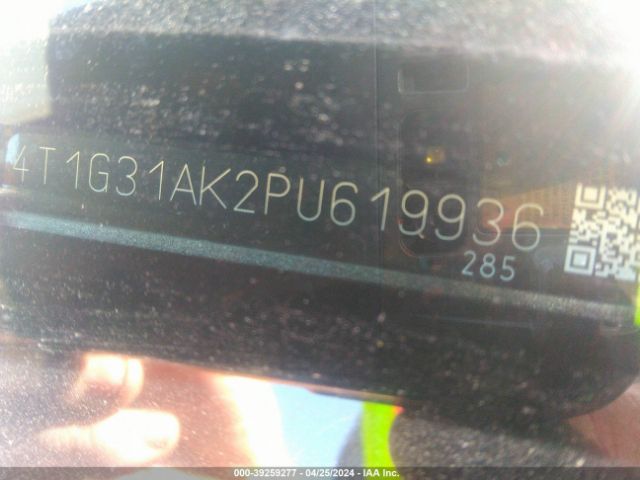 4T1G31AK2PU619936
285
000-39259277 - 04/25/2024 - IAA Inc.